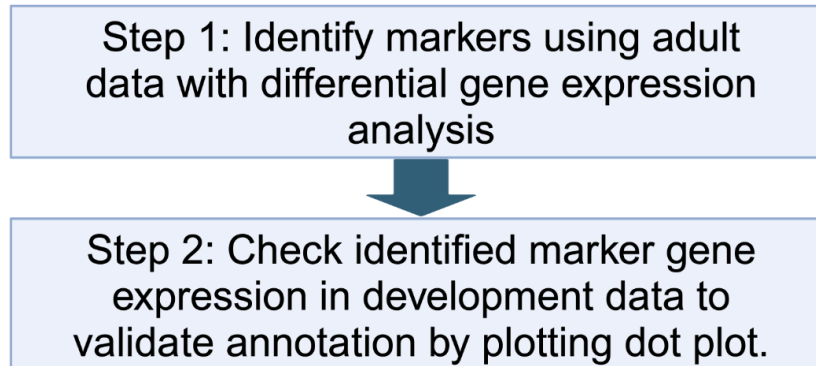 Step 1: Identify markers using adult
data with differential gene expression
analysis
Step 2: Check identified marker gene
expression in development data to
validate annotation by plotting dot plot.